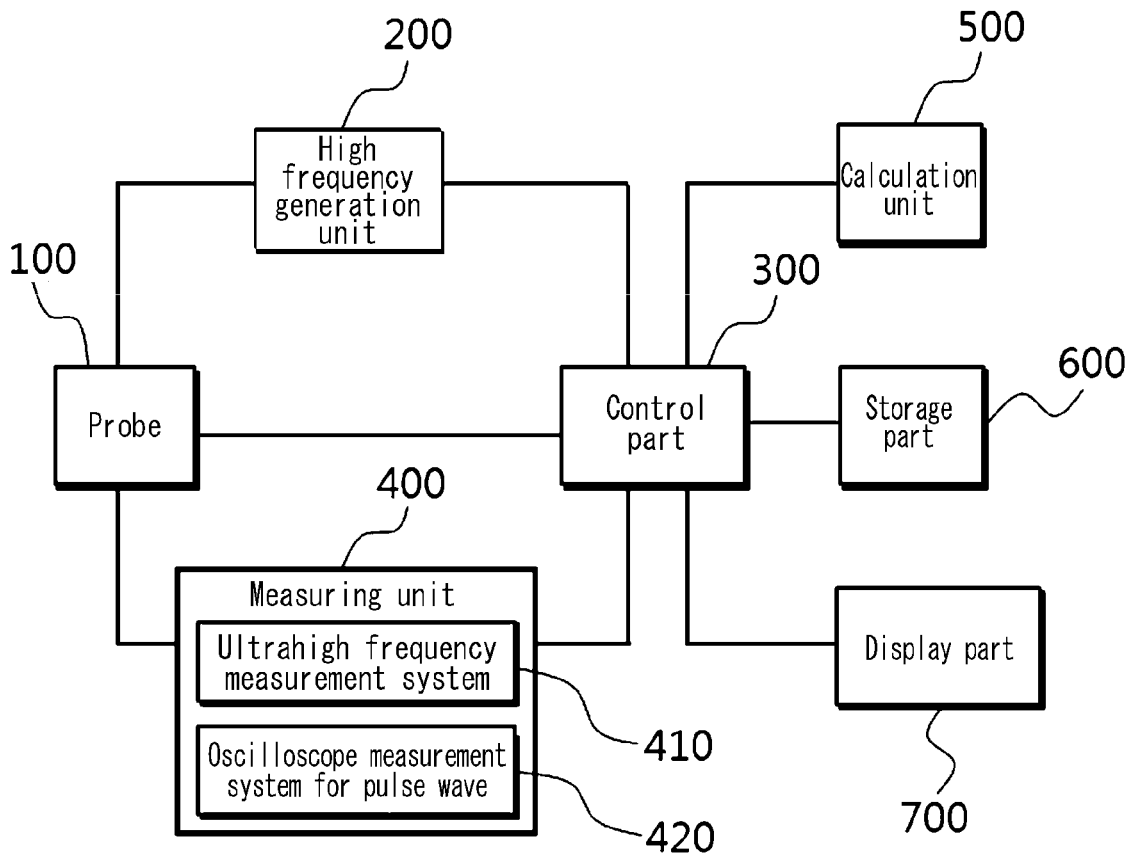 200
500
High
frequency
generation
unit
Calculation
unit
100
300
600
Probe
Control
part
Storage
part
400
Measuring unit
Ultrahigh frequency
measurement system
Display part
410
Oscilloscope measurement
system for pulse wave
700
420